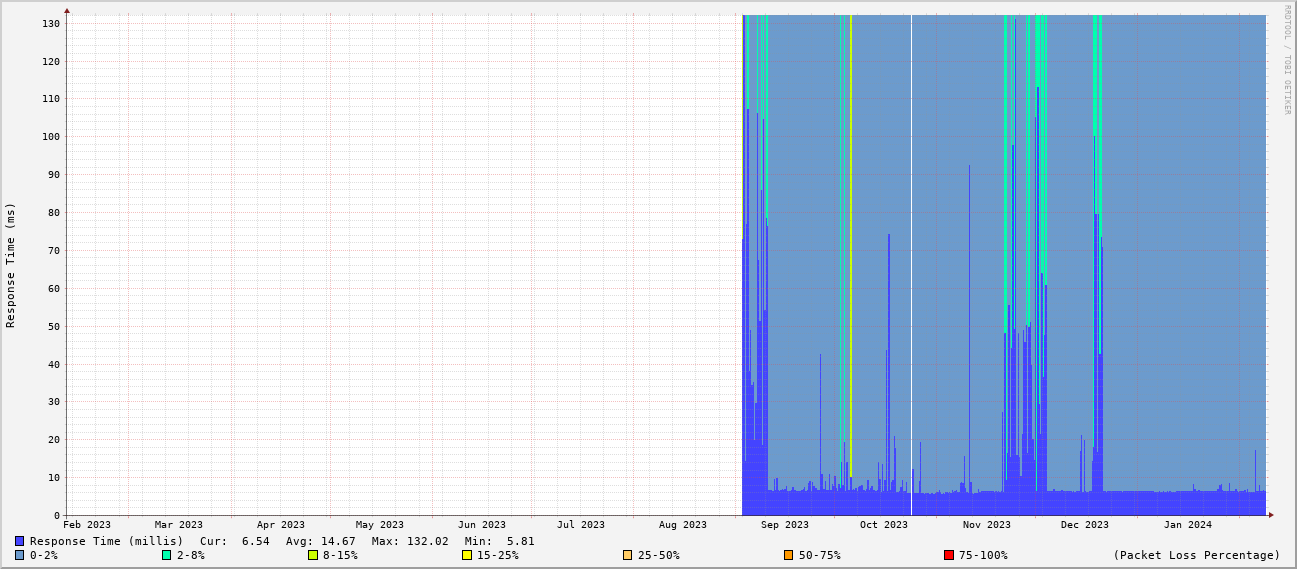 RRDTOOL / TOBI OETIKER
Response Time (ms)
130
120
110
100
90
80
70
60
50
40
30
20
10
0
Feb 2023 Mar 2023 Apr 2023 May 2023 Jun 2023 Jul 2023 Aug 2023 Sep 2023 Oct 2023 Nov 2023 Dec 2023 Jan 2024
Response Time (millis) Cur: 6.54 Avg: 14.67 Max: 132.02 Min: 5.81
0-2% 2-8% 8-15% 15-25% 25-50% 50-75% 75-100% (Packet Loss Percentage)